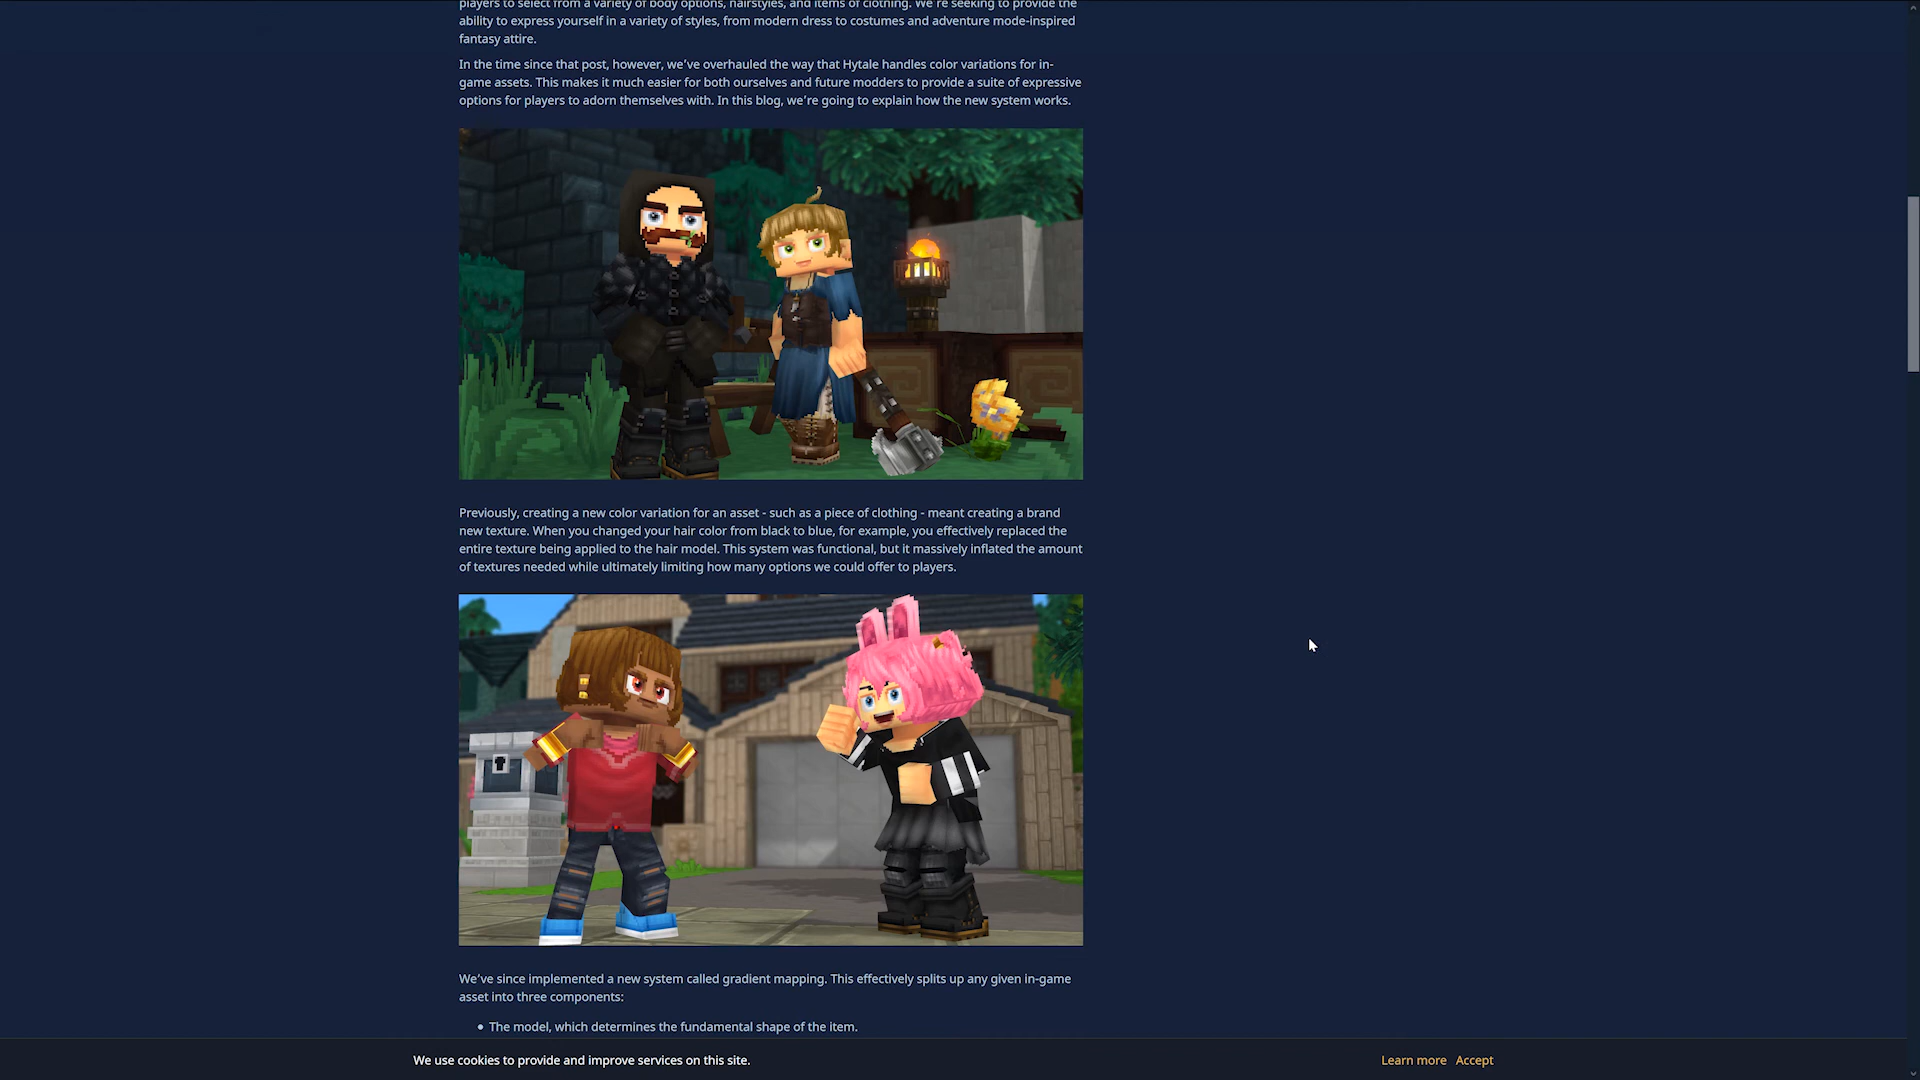 players to select from a variety of body options, hairstyles, and items of clothing. We're seeking to provide the
ability to express yourself in a variety of styles, from modern dress to costumes and adventure mode-inspired
fantasy attire.
In the time since that post, however, we've overhauled the way that Hytale handles color variations for in-
game assets. This makes it much easier for both ourselves and future modders to provide a suite of expressive
options for players to adorn themselves with. In this blog, we're going to explain how the new system works.
Previously, creating a new color variation for an asset - such as a piece of clothing - meant creating a brand
new texture. When you changed your hair color from black to blue, for example, you effectively replaced the
entire texture being applied to the hair model. This system was functional, but it massively inflated the amount
of textures needed while ultimately limiting how many options we could offer to players.
We've since implemented a new system called gradient mapping. This effectively splits up any given in-game
asset into three components:
• The model, which determines the fundamental shape of the item.
We use cookies to provide and improve services on this site.
Learn more Accept